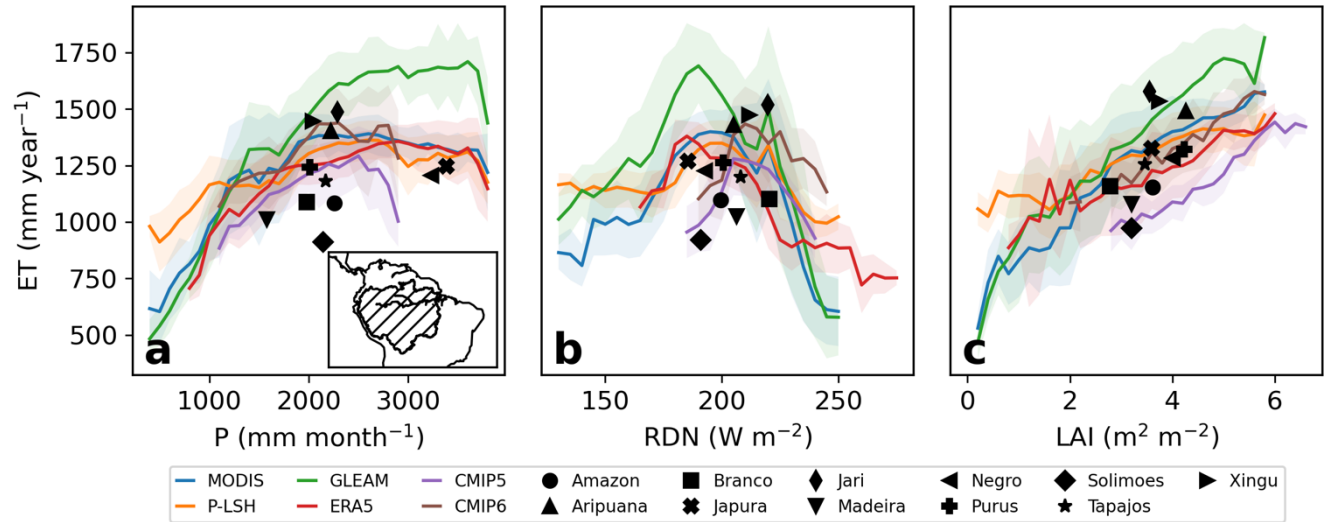 1750
1500
1250
1000
750
500
ET (mm year⁻¹)
a
1000 2000 3000
P (mm month⁻¹)
b
150 200 250
RDN (W m⁻²)
c
0 2 4 6
LAI (m² m⁻²)
MODIS GLEAM CMIP5 Amazon Branco Jari Negro Solimoes Xingu
P-LSH ERA5 CMIP6 Aripuana Japura Madeira Purus Tapajos